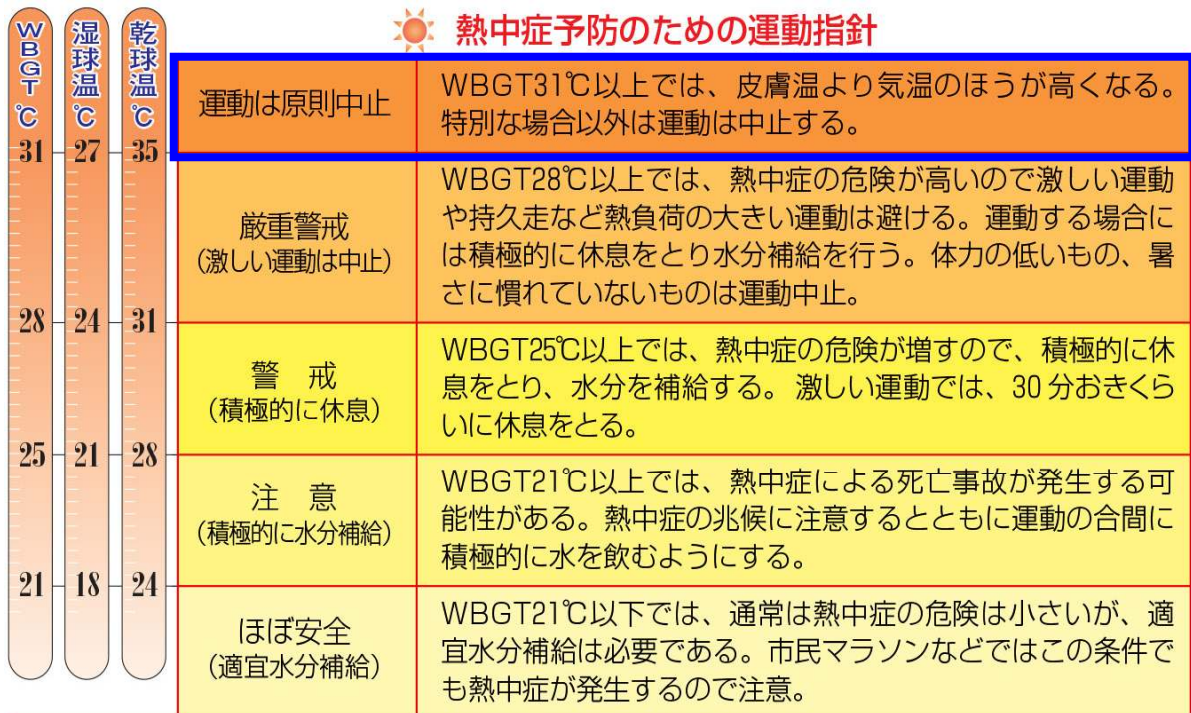 熱中症予防のための運動指針
WBGT ℃
湿球温 ℃
乾球温 ℃
運動は原則中止
WBGT31℃以上では、皮膚温より気温のほうが高くなる。
特別な場合以外は運動は中止する。
31 27 35
厳重警戒
(激しい運動は中止)
WBGT28℃以上では、熱中症の危険が高いので激しい運動
や持久走など熱負荷の大きい運動は避ける。運動する場合に
は積極的に休息をとり水分補給を行う。体力の低いもの、暑
さに慣れていないものは運動中止。
28 24 31
警 戒
(積極的に休息)
WBGT25℃以上では、熱中症の危険が増すので、積極的に休
息をとり、水分を補給する。 激しい運動では、30分おきくら
いに休息をとる。
25 21 28
注 意
(積極的に水分補給)
WBGT21℃以上では、熱中症による死亡事故が発生する可
能性がある。熱中症の兆候に注意するとともに運動の合間に
積極的に水を飲むようにする。
21 18 24
ほぼ安全
(適宜水分補給)
WBGT21℃以下では、通常は熱中症の危険は小さいが、適
宜水分補給は必要である。市民マラソンなどではこの条件で
も熱中症が発生するので注意。